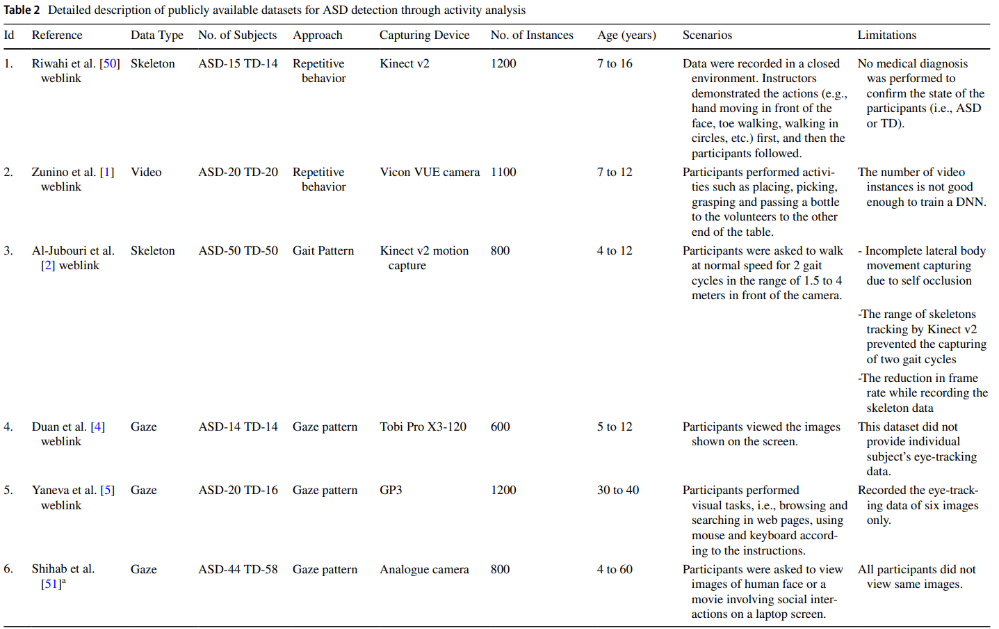 Table 2 Detailed description of publicly available datasets for ASD detection through activity analysis
Id Reference Data Type No. of Subjects Approach Capturing Device No. of Instances Age (years) Scenarios Limitations
1. Riwahi et al. [50] Skeleton ASD-15 TD-14 Repetitive Kinect v2 1200 7 to 16 Data were recorded in a closed No medical diagnosis
weblink behavior environment. Instructors was performed to
demonstrated the actions (e.g., confirm the state of the
hand moving in front of the participants (i.e., ASD
face, toe walking, walking in or TD).
circles, etc.) first, and then the
participants followed.
2. Zunino et al. [1] Video ASD-20 TD-20 Repetitive Vicon VUE camera 1100 7 to 12 Participants performed activi- The number of video
weblink behavior ties such as placing, picking, instances is not good
grasping and passing a bottle enough to train a DNN.
to the volunteers to the other
end of the table.
3. Al-Jubouri et al. Skeleton ASD-50 TD-50 Gait Pattern Kinect v2 motion 800 4 to 12 Participants were asked to walk - Incomplete lateral body
[2] weblink capture at normal speed for 2 gait movement capturing
cycles in the range of 1.5 to 4 due to self occlusion
meters in front of the camera.
-The range of skeletons
tracking by Kinect v2
prevented the capturing
of two gait cycles
-The reduction in frame
rate while recording the
skeleton data
4. Duan et al. [4] Gaze ASD-14 TD-14 Gaze pattern Tobi Pro X3-120 600 5 to 12 Participants viewed the images This dataset did not
weblink shown on the screen. provide individual
subject's eye-tracking
data.
5. Yaneva et al. [5] Gaze ASD-20 TD-16 Gaze pattern GP3 1200 30 to 40 Participants performed Recorded the eye-track-
weblink visual tasks, i.e., browsing and ing data of six images
searching in web pages, using only.
mouse and keyboard accord-
ing to the instructions.
6. Shihab et al. Gaze ASD-44 TD-58 Gaze pattern Analogue camera 800 4 to 60 Participants were asked to view All participants did not
[51]a images of human face or a view same images.
movie involving social inter-
actions on a laptop screen.